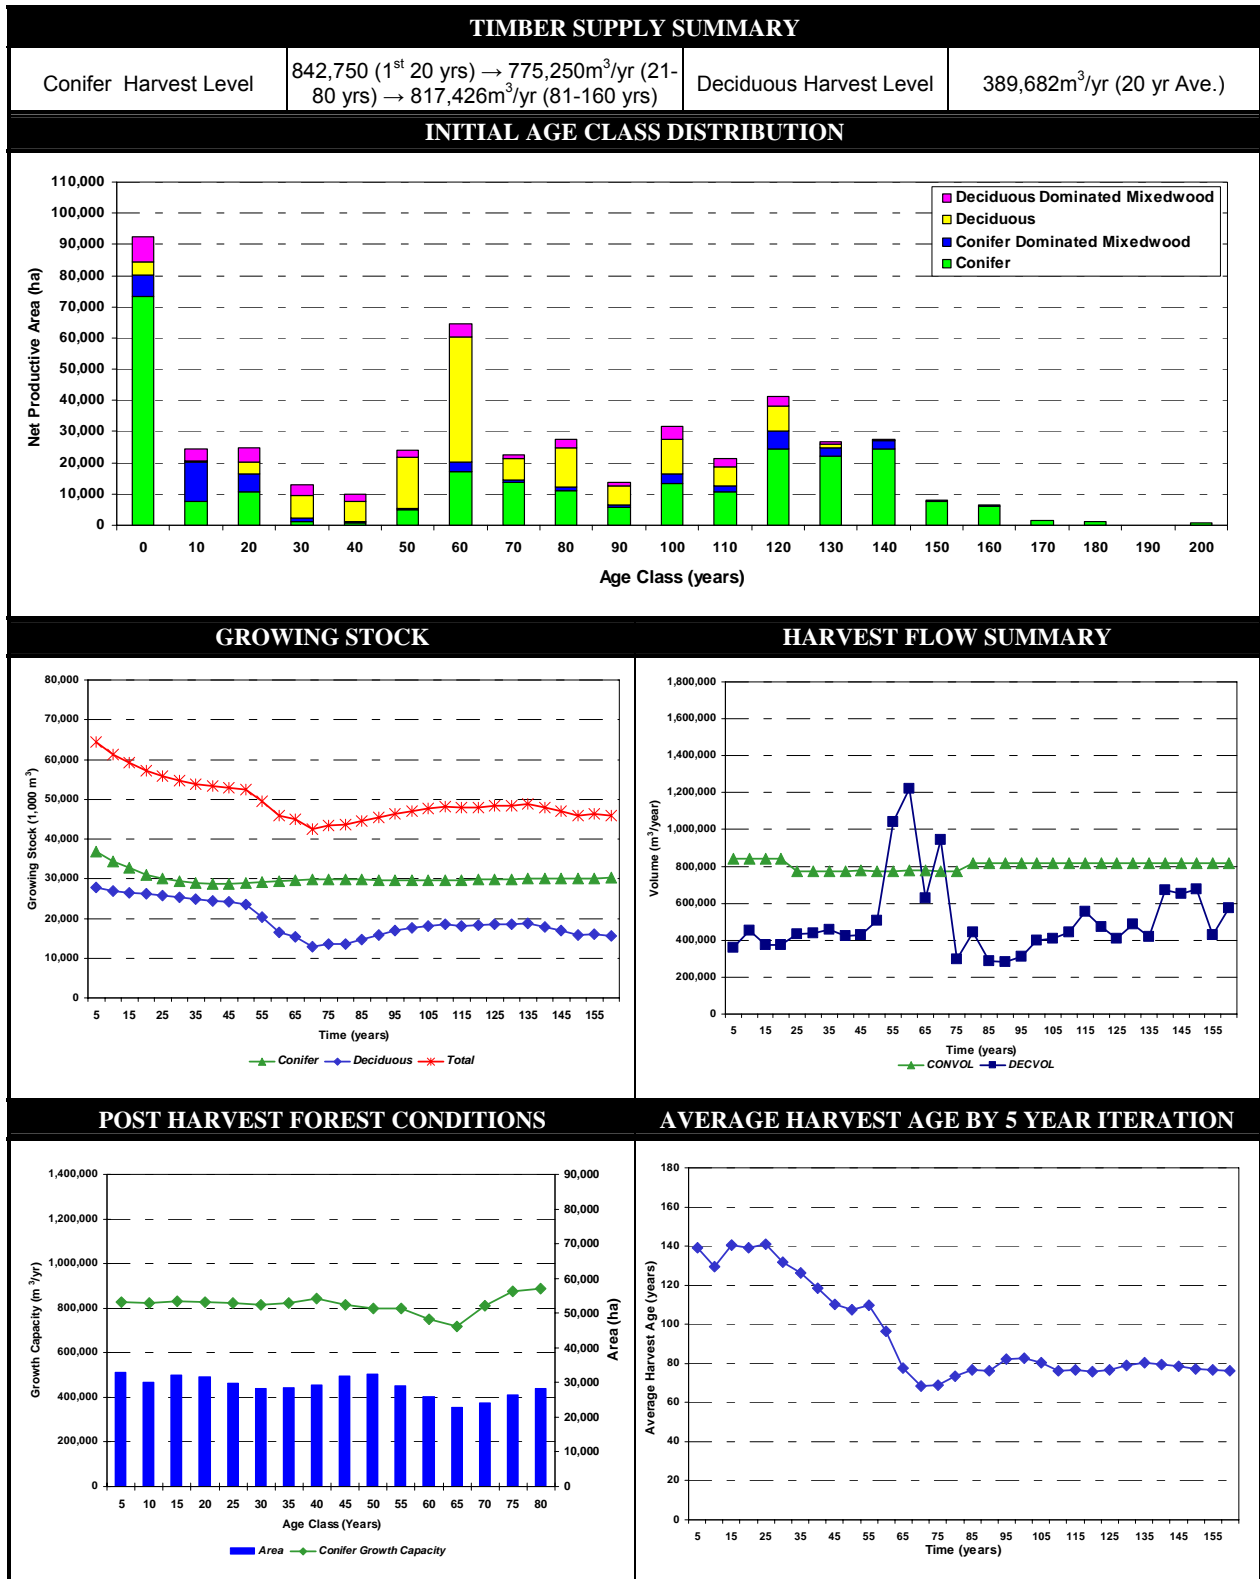 TIMBER SUPPLY SUMMARY
Conifer Harvest Level
842,750 (1st 20 yrs) → 775,250m3/yr (21-
80 yrs) → 817,426m3/yr (81-160 yrs)
Deciduous Harvest Level
389,682m3/yr (20 yr Ave.)
INITIAL AGE CLASS DISTRIBUTION
Net Productive Area (ha)
110,000
100,000
90,000
80,000
70,000
60,000
50,000
40,000
30,000
20,000
10,000
0
Deciduous Dominated Mixedwood
Deciduous
Conifer Dominated Mixedwood
Conifer
0 10 20 30 40 50 60 70 80 90 100 110 120 130 140 150 160 170 180 190 200
Age Class (years)
GROWING STOCK
Growing Stock (1,000 m3)
80,000
70,000
60,000
50,000
40,000
30,000
20,000
10,000
0
5 15 25 35 45 55 65 75 85 95 105 115 125 135 145 155
Time (years)
Conifer Deciduous Total
HARVEST FLOW SUMMARY
Volume (m3/year)
1,800,000
1,600,000
1,400,000
1,200,000
1,000,000
800,000
600,000
400,000
200,000
0
5 15 25 35 45 55 65 75 85 95 105 115 125 135 145 155
Time (years)
CONVOL DECVOL
POST HARVEST FOREST CONDITIONS
Growth Capacity (m3/yr)
1,400,000
1,200,000
1,000,000
800,000
600,000
400,000
200,000
0
90,000
80,000
70,000
60,000
50,000
40,000
30,000
20,000
10,000
0
Area (ha)
5 10 15 20 25 30 35 40 45 50 55 60 65 70 75 80
Age Class (Years)
Area Conifer Growth Capacity
AVERAGE HARVEST AGE BY 5 YEAR ITERATION
Average Harvest Age (years)
180
160
140
120
100
80
60
40
20
0
5 15 25 35 45 55 65 75 85 95 105 115 125 135 145 155
Time (years)